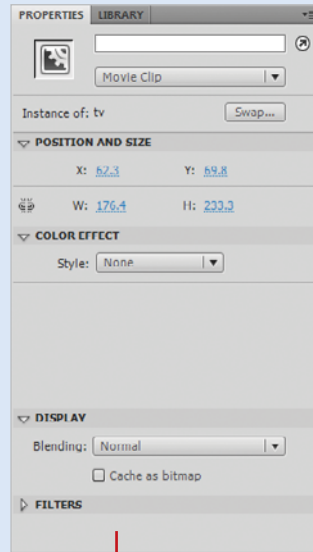 PROPERTIES LIBRARY
Movie Clip
Instance of: tv Swap...
POSITION AND SIZE
X: 62.3 Y: 69.8
W: 176.4 H: 233.3
COLOR EFFECT
Style: None
DISPLAY
Blending: Normal
Cache as bitmap
FILTERS